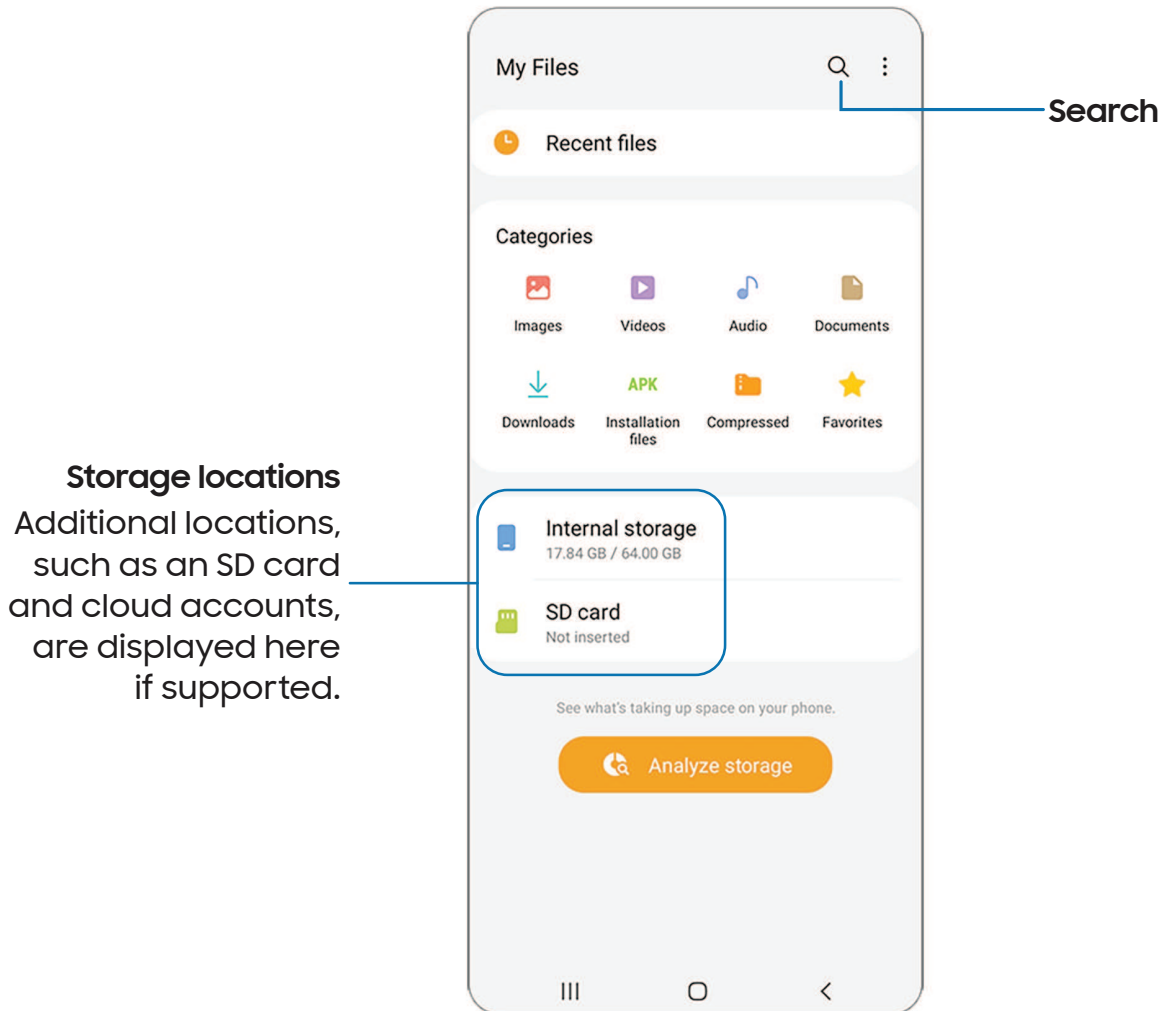 My Files
Search
Recent files
Categories
Images Videos Audio Documents
APK
Downloads Installation Compressed Favorites
files
Storage locations
Additional locations,
such as an SD card
and cloud accounts,
are displayed here
if supported.
Internal storage
17.84 GB / 64.00 GB
SD card
Not inserted
See what's taking up space on your phone.
Analyze storage